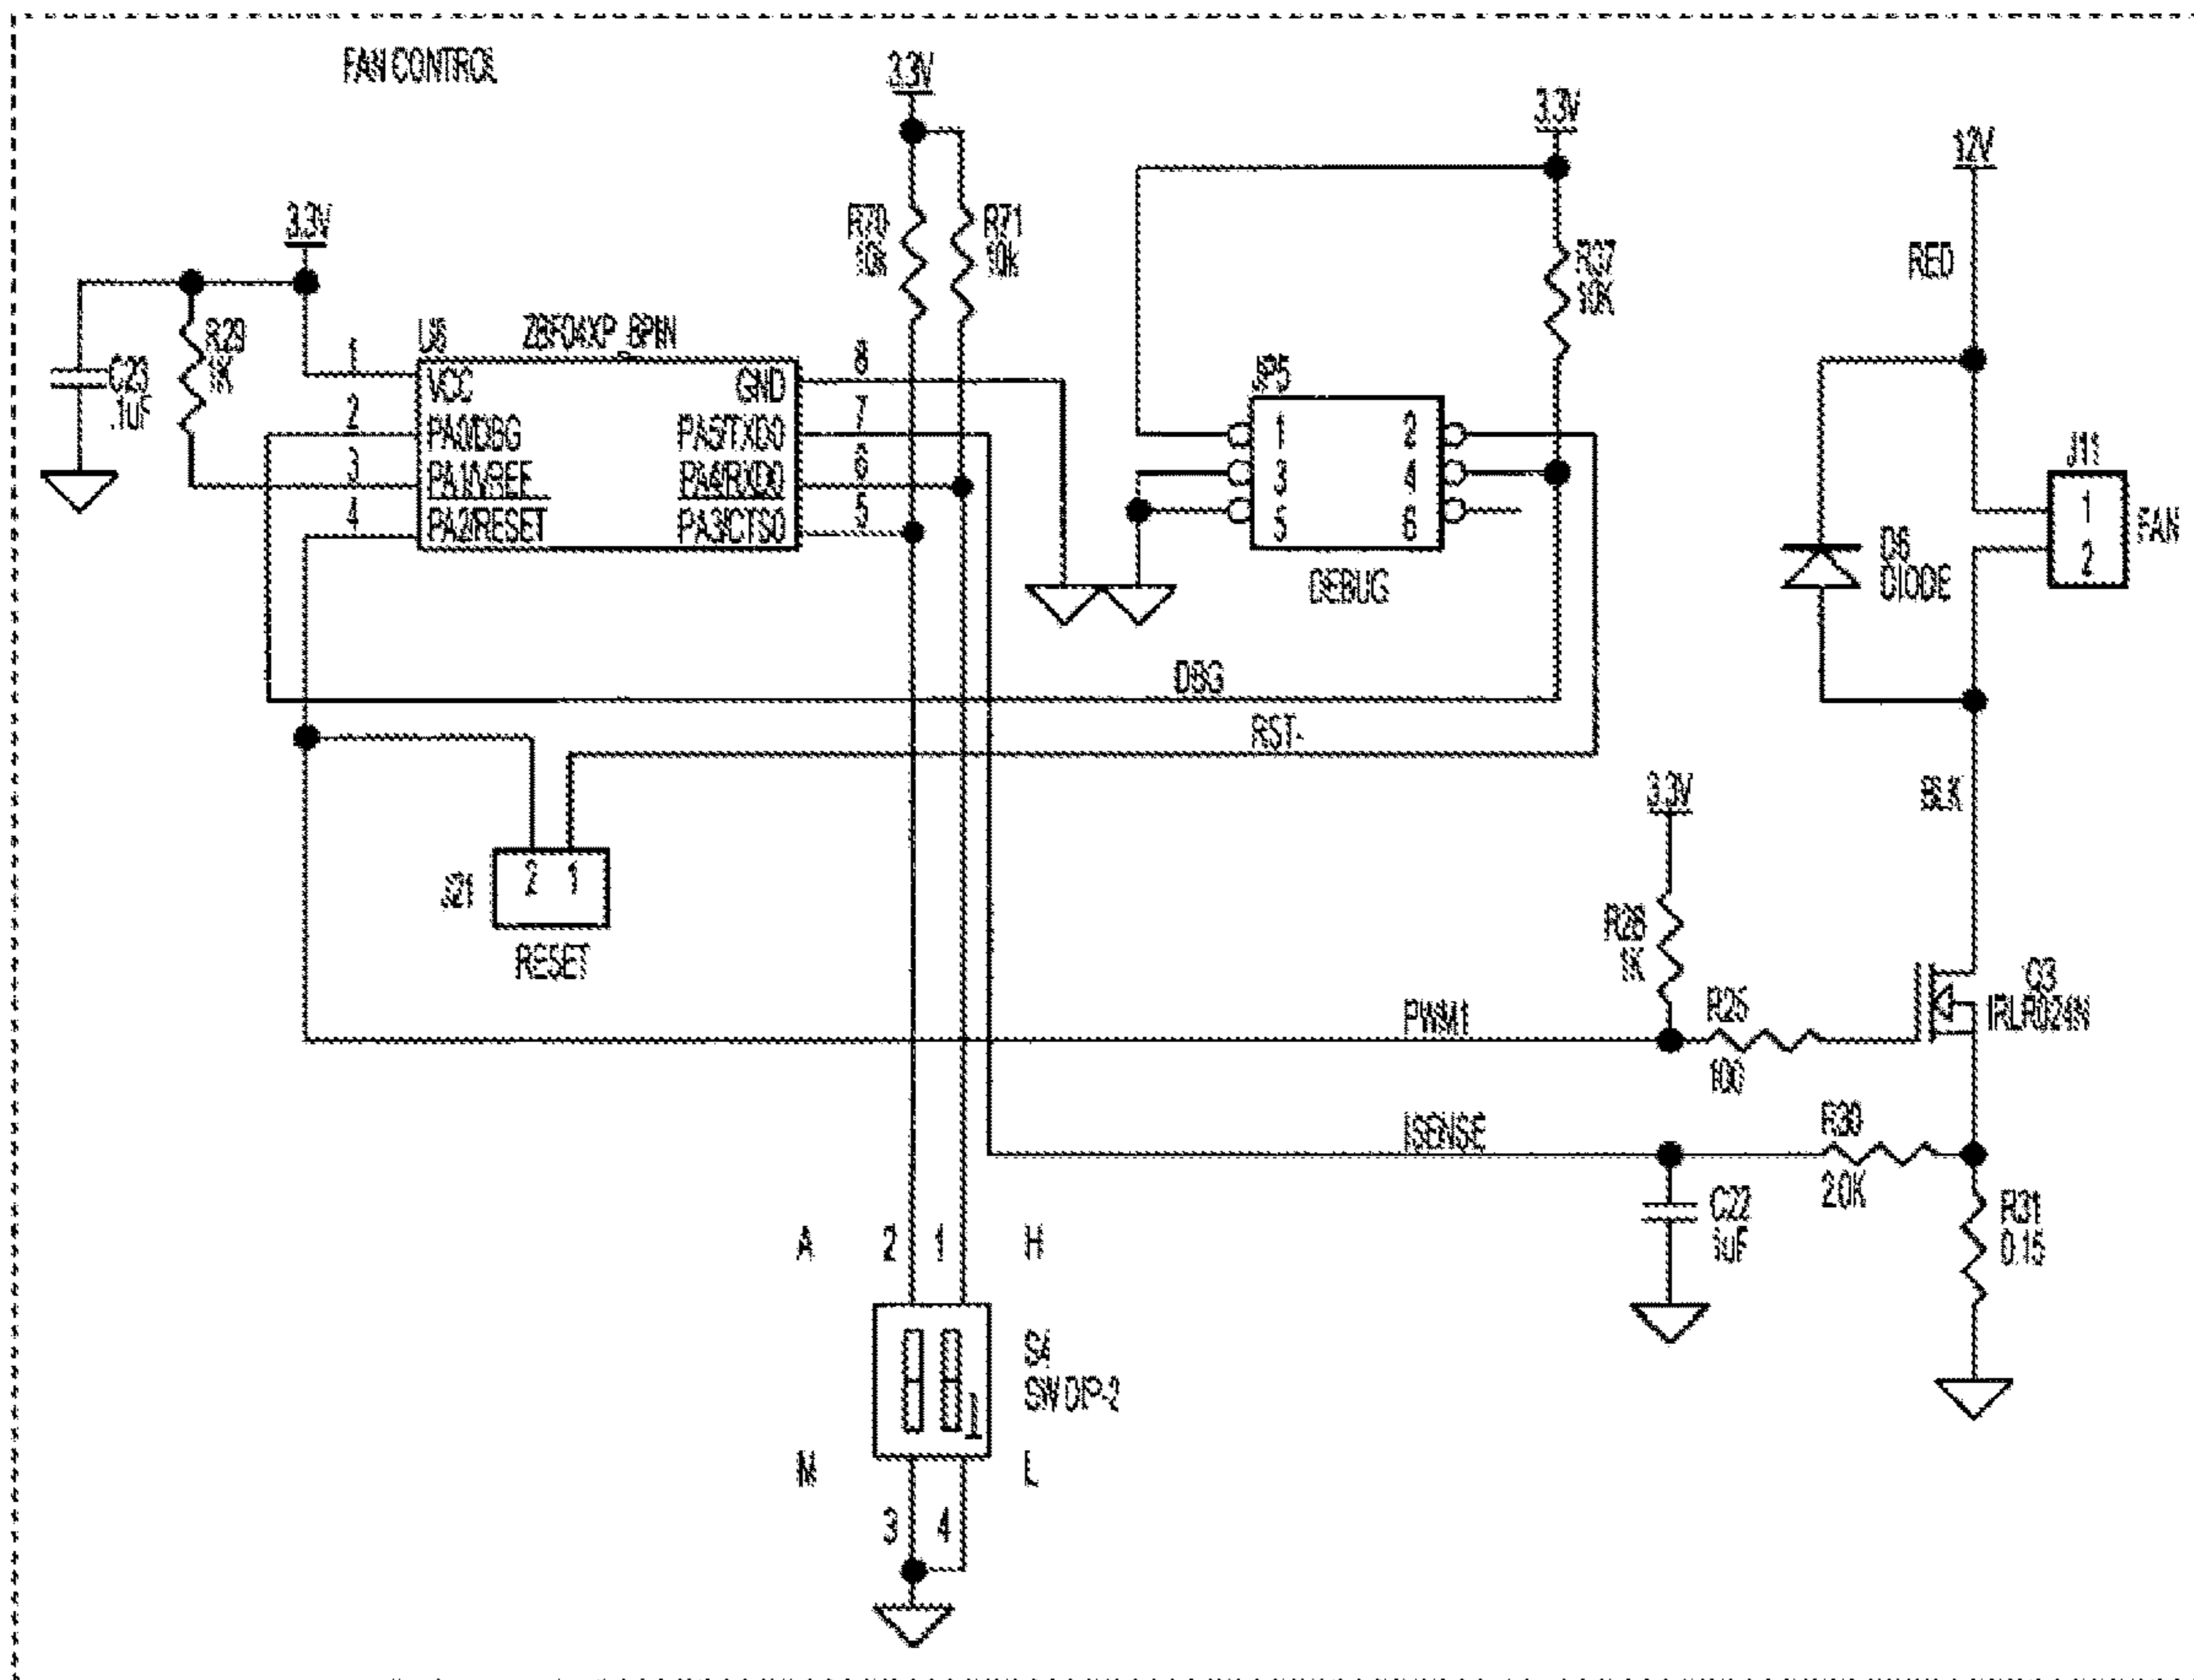 FAN CONTROL
3.3V
3.3V
12V
3.3V
R70
10k
R71
10k
R37
10K
RED
C23
.1uF
R29
1K
U6
Z8F04XP_8PIN
1
VCC
2
PA0/DBG
3
PA1/VREF
4
PA2/RESET
GND
8
PA5/TXD0
7
PA4/RXD0
6
PA3/CTS0
5
1
2
3
4
5
6
DEBUG
J11
1
2
FAN
D6
DIODE
DBG
RST-
3.3V
BLK
2
1
RESET
1K
R25
100
PWM1
Q3
IRLR024N
ISENSE
R30
20K
C22
1uF
R31
0.15
A
2
1
H
S4
SW DIP-2
1
M
L
3
4